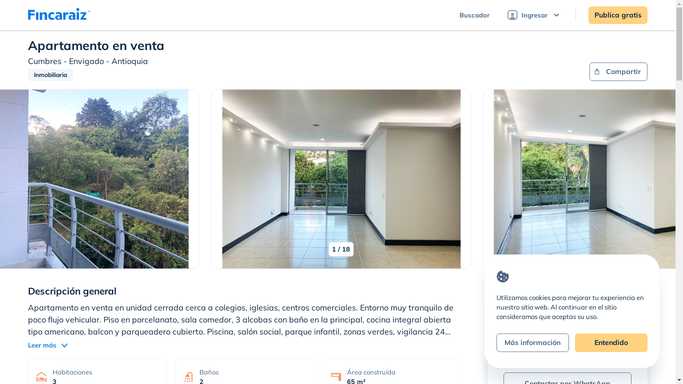 Fincaraiz
Buscador
Ingresar
Publica gratis
Apartamento en venta
Cumbres - Envigado - Antioquia
Inmobiliaria
Compartir
1 / 18
Descripción general
Apartamento en venta en unidad cerrada cerca a colegios, iglesias, centros comerciales. Entorno muy tranquilo de
poco flujo vehicular. Piso en porcelanato, sala comedor, 3 alcobas con baño en la principal, cocina integral abierta
tipo americano, balcon y parqueadero cubierto. Piscina, salón social, parque infantil, zonas verdes, vigilancia 24...
Leer más
Habitaciones
3
Baños
2
Área construida
65 m²
Utilizamos cookies para mejorar tu experiencia en
nuestro sitio web. Al continuar en el sitio
consideramos que aceptas su uso.
Más información
Entendido
Contactar por WhatsApp